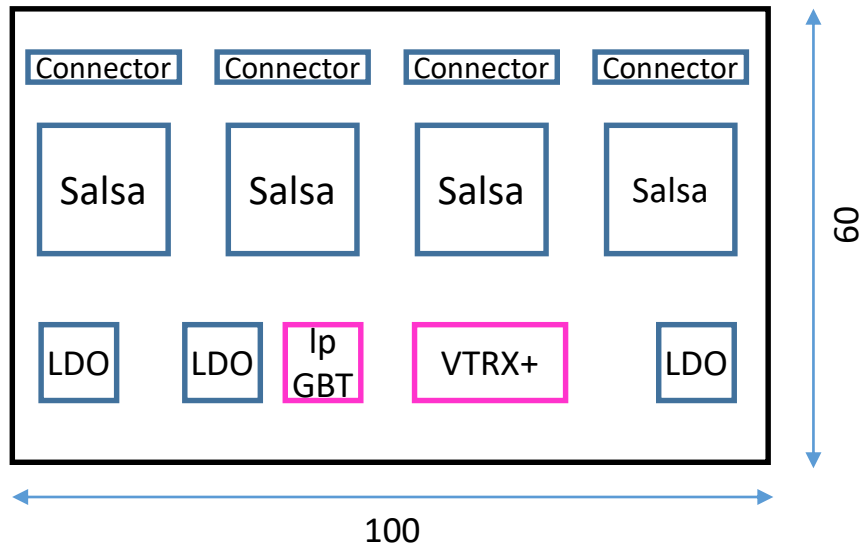 Connector Connector Connector Connector
Salsa Salsa Salsa Salsa
LDO LDO lp
GBT VTRX+ LDO
60
100